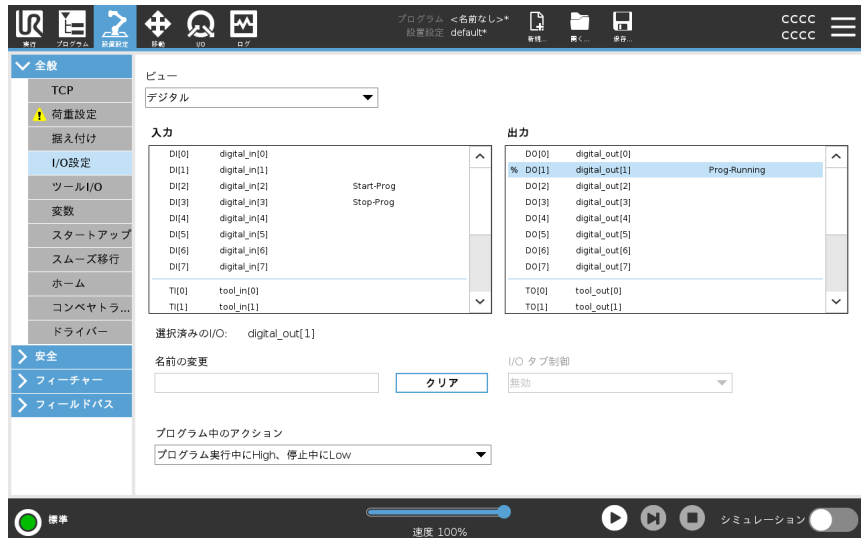 UR
実行
プログラム
設置設定
移動
I/O
ログ
プログラム <名前なし>*
設置設定 default*
新規...
開く...
保存...
CCCC
CCCC
全般
TCP
荷重設定
据え付け
I/O設定
ツールI/O
変数
スタートアップ
スムーズ移行
ホーム
コンベヤトラ...
ドライバー
安全
フィーチャー
フィールドバス
ビュー
デジタル
入力
DI[0] digital_in[0]
DI[1] digital_in[1]
DI[2] digital_in[2] Start-Prog
DI[3] digital_in[3] Stop-Prog
DI[4] digital_in[4]
DI[5] digital_in[5]
DI[6] digital_in[6]
DI[7] digital_in[7]
TI[0] tool_in[0]
TI[1] tool_in[1]
出力
DO[0] digital_out[0]
% DO[1] digital_out[1] Prog-Running
DO[2] digital_out[2]
DO[3] digital_out[3]
DO[4] digital_out[4]
DO[5] digital_out[5]
DO[6] digital_out[6]
DO[7] digital_out[7]
TO[0] tool_out[0]
TO[1] tool_out[1]
選択済みのI/O: digital_out[1]
名前の変更
クリア
I/O タブ制御
無効
プログラム中のアクション
プログラム実行中にHigh、停止中にLow
標準
速度 100%
シミュレーション